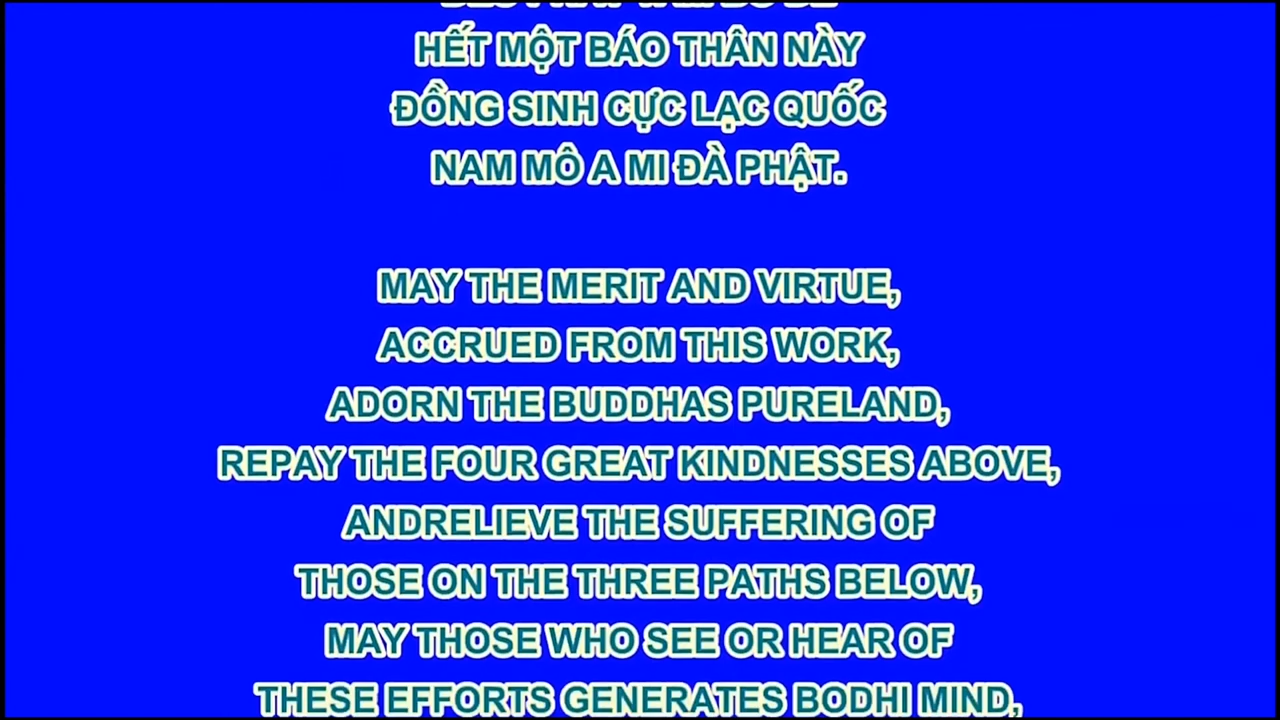 HẾT MỘT BÁO THÂN NÀY
ĐỒNG SINH CỰC LẠC QUỐC
NAM MÔ A MI ĐÀ PHẬT.
MAY THE MERIT AND VIRTUE,
ACCRUED FROM THIS WORK,
ADORN THE BUDDHAS PURELAND,
REPAY THE FOUR GREAT KINDNESSES ABOVE,
ANDRELIEVE THE SUFFERING OF
THOSE ON THE THREE PATHS BELOW,
MAY THOSE WHO SEE OR HEAR OF
THESE EFFORTS GENERATES BODHI MIND,